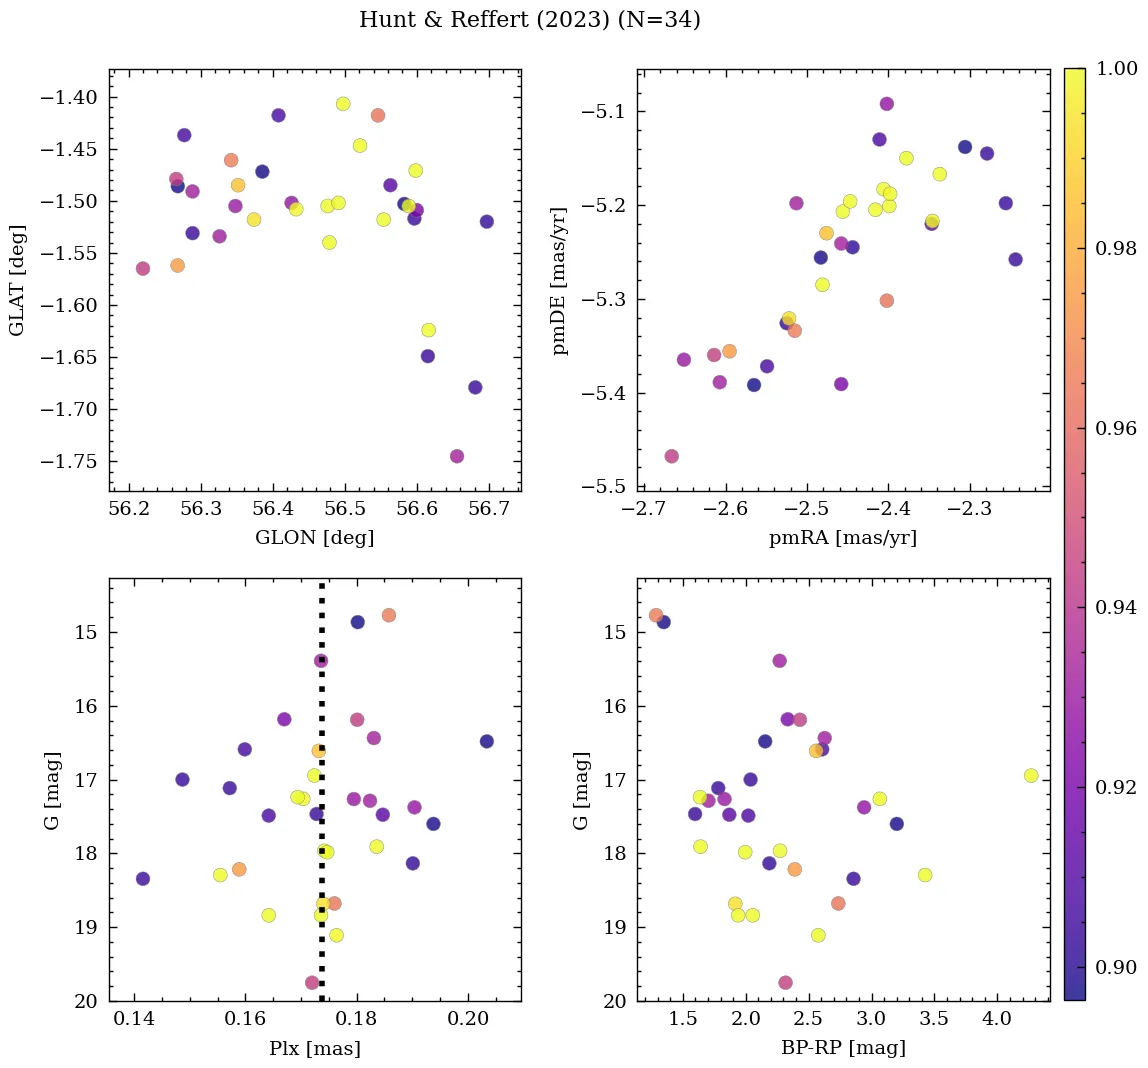 Hunt & Reffert (2023) (N=34)
−1.40
−1.45
−1.50
−1.55
−1.60
−1.65
−1.70
−1.75
GLAT [deg]
56.2 56.3 56.4 56.5 56.6 56.7
GLON [deg]
−5.1
−5.2
−5.3
−5.4
−5.5
pmDE [mas/yr]
−2.7 −2.6 −2.5 −2.4 −2.3
pmRA [mas/yr]
15
16
17
18
19
20
G [mag]
0.14 0.16 0.18 0.20
Plx [mas]
15
16
17
18
19
20
G [mag]
1.5 2.0 2.5 3.0 3.5 4.0
BP-RP [mag]
1.00
0.98
0.96
0.94
0.92
0.90